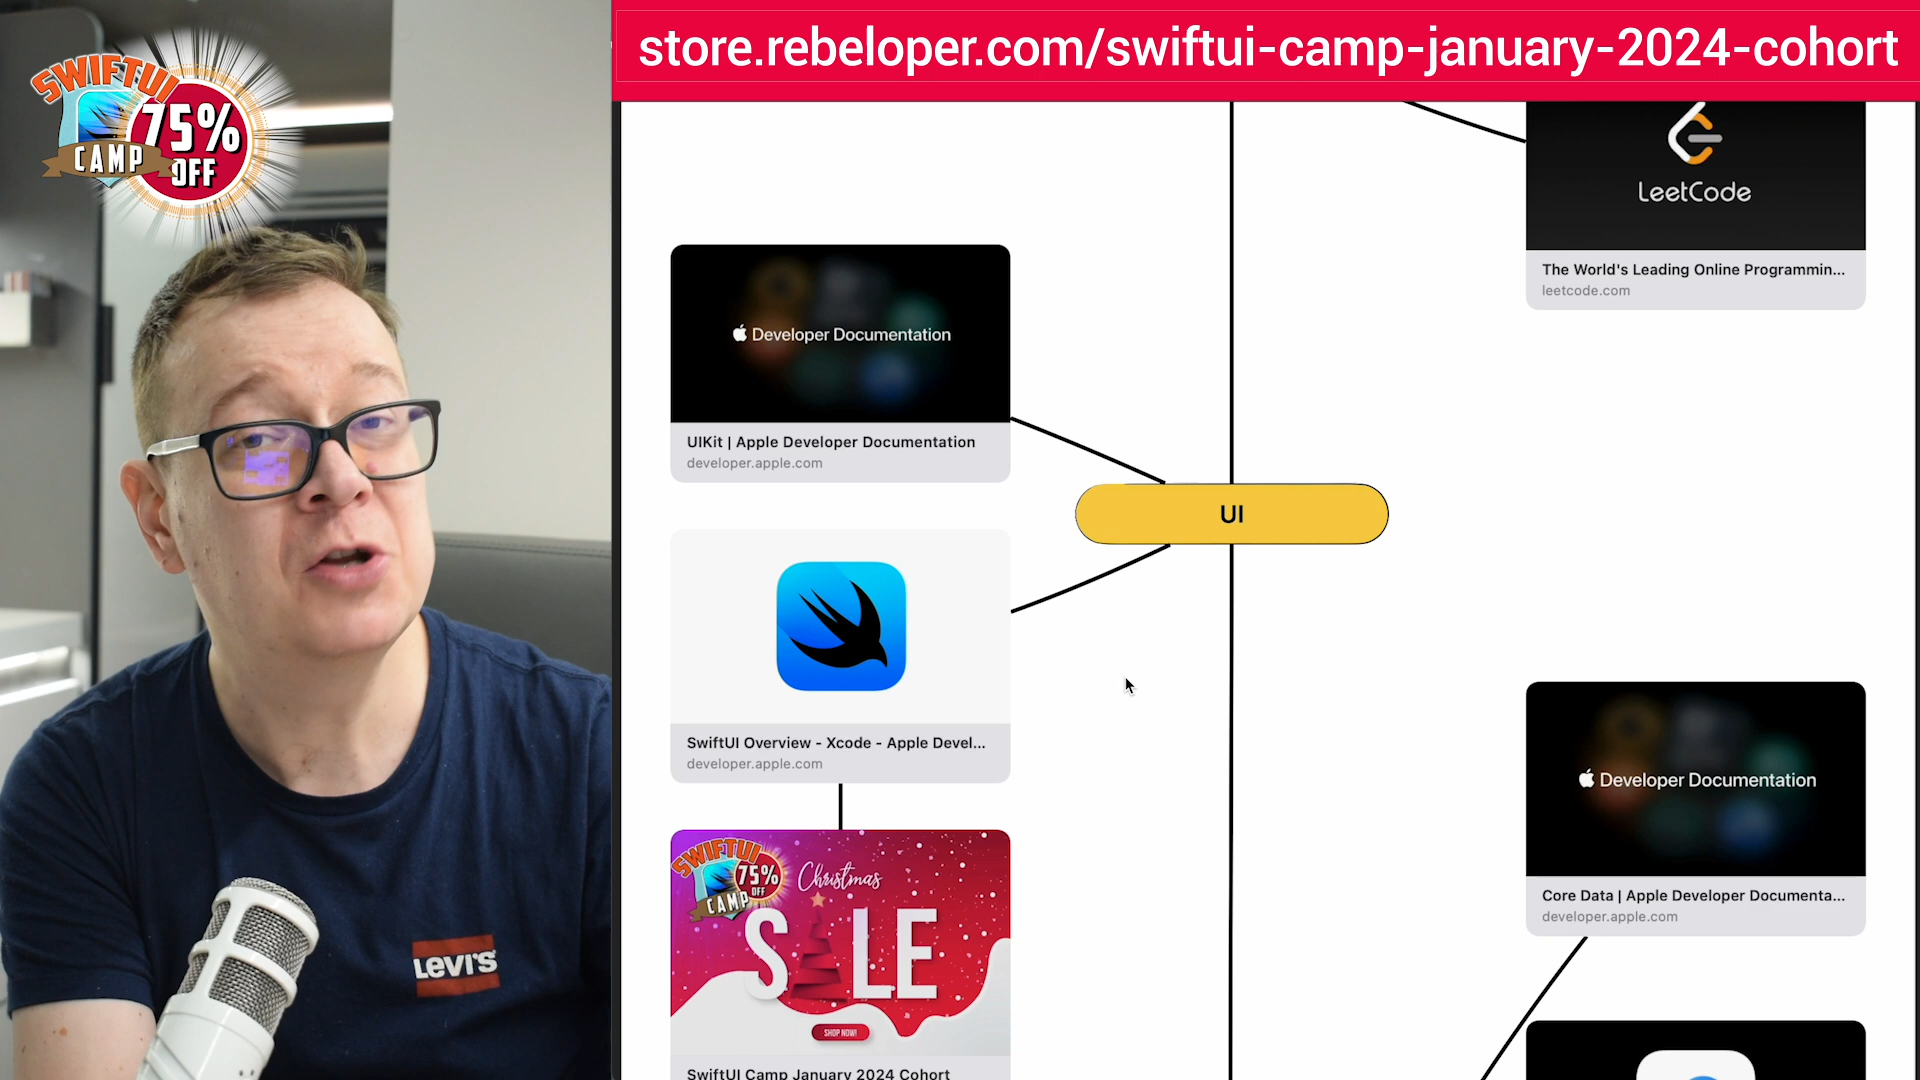 store.rebeloper.com/swiftui-camp-january-2024-cohort
SWIFTUI
CAMP
75%
OFF
LeetCode
The World's Leading Online Programmin...
leetcode.com
Developer Documentation
UIKit | Apple Developer Documentation
developer.apple.com
UI
SwiftUI Overview - Xcode - Apple Devel...
developer.apple.com
Developer Documentation
Core Data | Apple Developer Documenta...
developer.apple.com
SWIFTUI
CAMP
75%
OFF
Christmas
SALE
SHOP NOW!
SwiftUI Camp January 2024 Cohort
LEVI'S